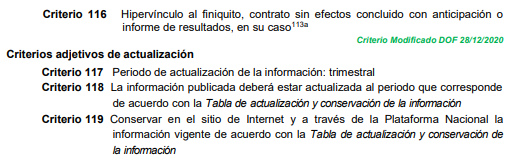 Criterio 116 Hipervínculo al finiquito, contrato sin efectos concluido con anticipación o
informe de resultados, en su caso113a
Criterio Modificado DOF 28/12/2020
Criterios adjetivos de actualización
Criterio 117 Periodo de actualización de la información: trimestral
Criterio 118 La información publicada deberá estar actualizada al periodo que corresponde
de acuerdo con la Tabla de actualización y conservación de la información
Criterio 119 Conservar en el sitio de Internet y a través de la Plataforma Nacional la
información vigente de acuerdo con la Tabla de actualización y conservación de
la información